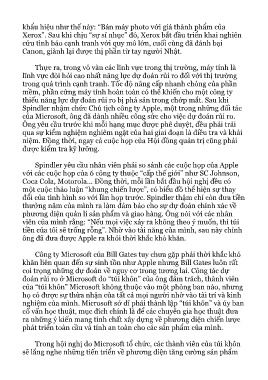 khẩu hiệu như thế này: “Bán máy photo với giá thành phẩm của
Xerox”. Sau khi chịu “sự sỉ nhục” đó, Xerox bắt đầu triển khai nghiên
cứu tình báo cạnh tranh với quy mô lớn, cuối cùng đã đánh bại
Canon, giành lại được thị phần từ tay người Nhật.
Thực ra, trong vô vàn các lĩnh vực trong thị trường, máy tính là
lĩnh vực đòi hỏi cao nhất năng lực dự đoán rủi ro đối với thị trường
trong quá trình cạnh tranh. Tốc độ nâng cấp nhanh chóng của phần
mềm, phần cứng máy tính hoàn toàn có thể khiến cho một công ty
thiếu năng lực dự đoán rủi ro bị phá sản trong chớp mắt. Sau khi
Spindler nhậm chức Chủ tịch công ty Apple, một trong những đối tác
của Microsoft, ông đã dành nhiều công sức cho việc dự đoán rủi ro.
Ông yêu cầu trước khi mỗi hạng mục được phê duyệt, đều phải trải
qua sự kiểm nghiệm nghiêm ngặt của hai giai đoạn là điều tra và khái
niệm. Đồng thời, ngay cả cuộc họp của Hội đồng quản trị cũng phải
được kiểm tra kỹ lưỡng.
Spindler yêu cầu nhân viên phải so sánh các cuộc họp của Apple
với các cuộc họp của 6 công ty thuộc “cấp thế giới” như SC Johnson,
Coca Cola, Motorola... Đồng thời, mỗi lần bắt đầu hội nghị đều có
một cuộc thảo luận “khung chiến lược”, có biểu đồ thể hiện sự thay
đổi của tình hình so với lần họp trước. Spindler thậm chí còn đưa tiền
thưởng năm của mình ra làm đảm bảo cho sự dự đoán chính xác về
phương diện quản lí sản phẩm và giao hàng. Ông nói với các nhân
viên của mình rằng: “Nếu mọi việc xảy ra không theo ý muốn, thì túi
tiền của tôi sẽ trống rỗng”. Nhờ vào tài năng của mình, sau này chính
ông đã đưa được Apple ra khỏi thời khắc khó khăn.
Công ty Microsoft của Bill Gates tuy chưa gặp phải thời khắc khó
khăn liên quan đến sự sinh tồn như Apple nhưng Bill Gates luôn rất
coi trọng những dự đoán về nguy cơ trong tương lai. Công tác dự
đoán rủi ro ở Microsoft do “túi khôn” của ông đảm trách, thành viên
của “túi khôn” Microsoft không thuộc vào một phòng ban nào, nhưng
họ có được sự thừa nhận của tất cả mọi người nhờ vào tài trí và kinh
nghiệm của mình. Microsoft sở dĩ phải thành lập “túi khôn” và ủy ban
cố vấn học thuật, mục đích chính là để các chuyên gia học thuật đưa
ra những ý kiến mang tính chất xây dựng về phương diện chiến lược
phát triển toàn cầu và tính an toàn cho các sản phẩm của mình.
Trong hội nghị do Microsoft tổ chức, các thành viên của túi khôn
sẽ lắng nghe những tiến triển về phương diện tăng cường sản phẩm